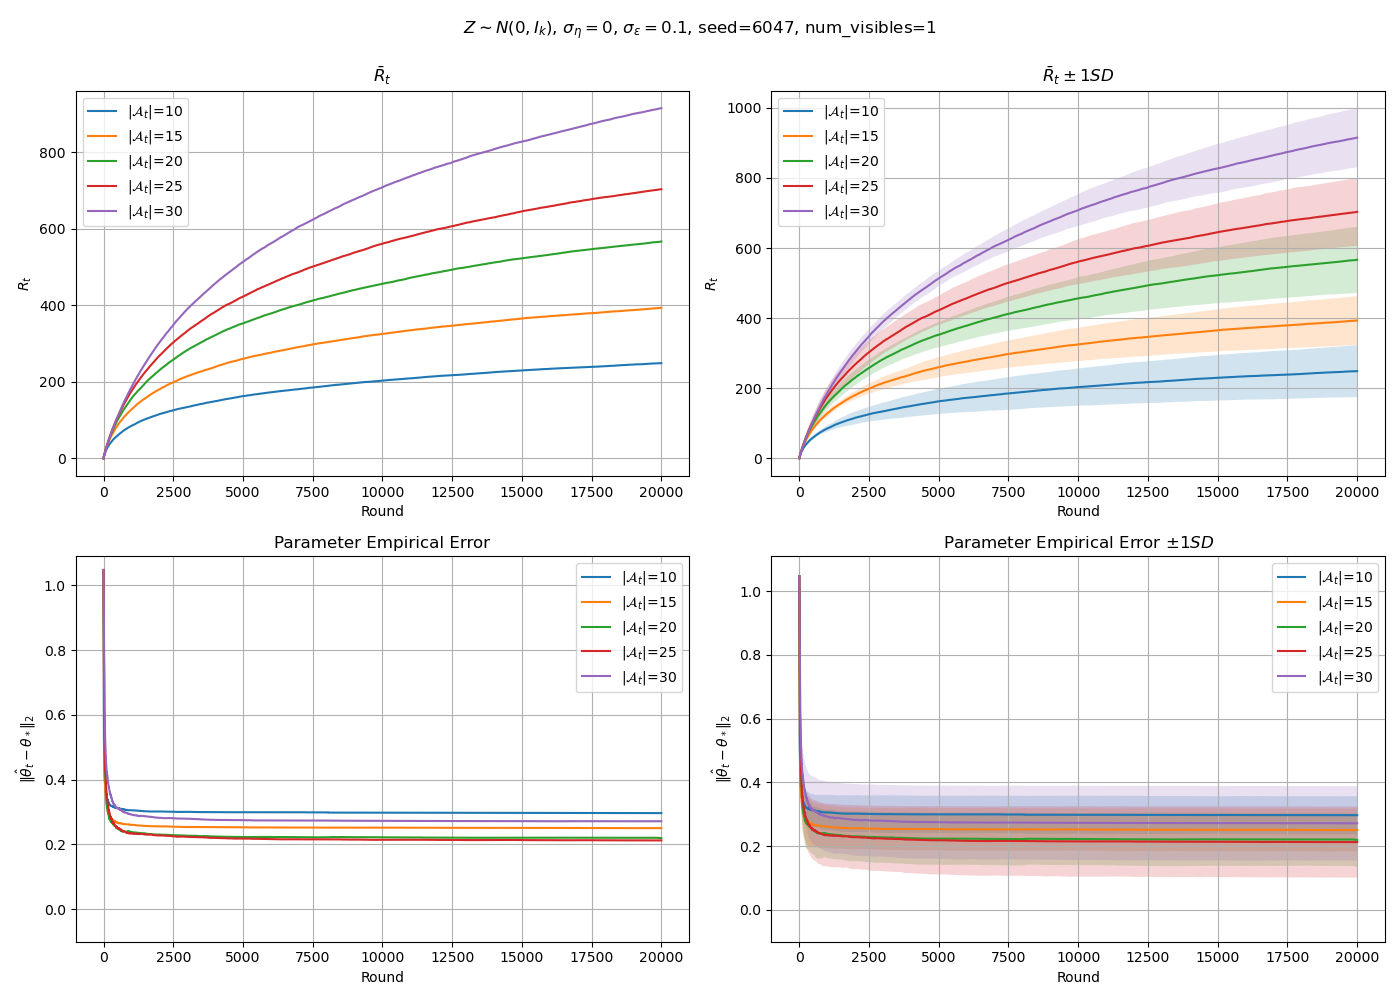 Z ∼ N(0, I_k), σ_η = 0, σ_ε = 0.1, seed=6047, num_visibles=1
R̄_t
R_t
800
600
400
200
0
|𝒜_t|=10
|𝒜_t|=15
|𝒜_t|=20
|𝒜_t|=25
|𝒜_t|=30
0 2500 5000 7500 10000 12500 15000 17500 20000
Round
R̄_t ± 1SD
R_t
1000
800
600
400
200
0
|𝒜_t|=10
|𝒜_t|=15
|𝒜_t|=20
|𝒜_t|=25
|𝒜_t|=30
0 2500 5000 7500 10000 12500 15000 17500 20000
Round
Parameter Empirical Error
‖θ̂_t − θ_*‖_2
1.0
0.8
0.6
0.4
0.2
0.0
|𝒜_t|=10
|𝒜_t|=15
|𝒜_t|=20
|𝒜_t|=25
|𝒜_t|=30
0 2500 5000 7500 10000 12500 15000 17500 20000
Round
Parameter Empirical Error ±1SD
‖θ̂_t − θ_*‖_2
1.0
0.8
0.6
0.4
0.2
0.0
|𝒜_t|=10
|𝒜_t|=15
|𝒜_t|=20
|𝒜_t|=25
|𝒜_t|=30
0 2500 5000 7500 10000 12500 15000 17500 20000
Round